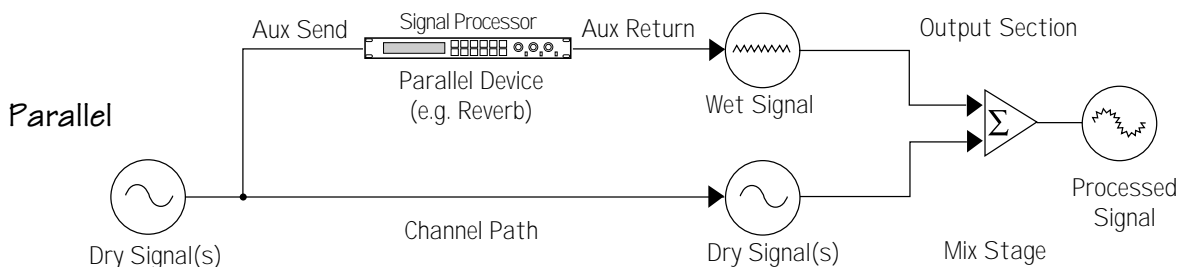 Aux Send
Signal Processor
Aux Return
Output Section
Parallel Device
(e.g. Reverb)
Wet Signal
Parallel
Σ
Processed
Signal
Channel Path
Dry Signal(s)
Dry Signal(s)
Mix Stage